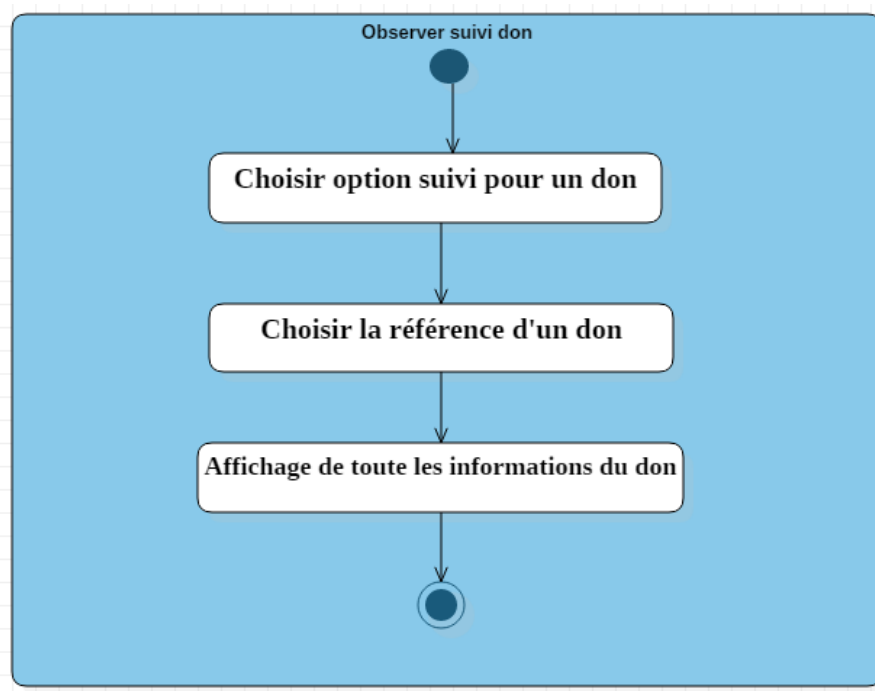 Observer suivi don
Choisir option suivi pour un don
Choisir la référence d'un don
Affichage de toute les informations du don